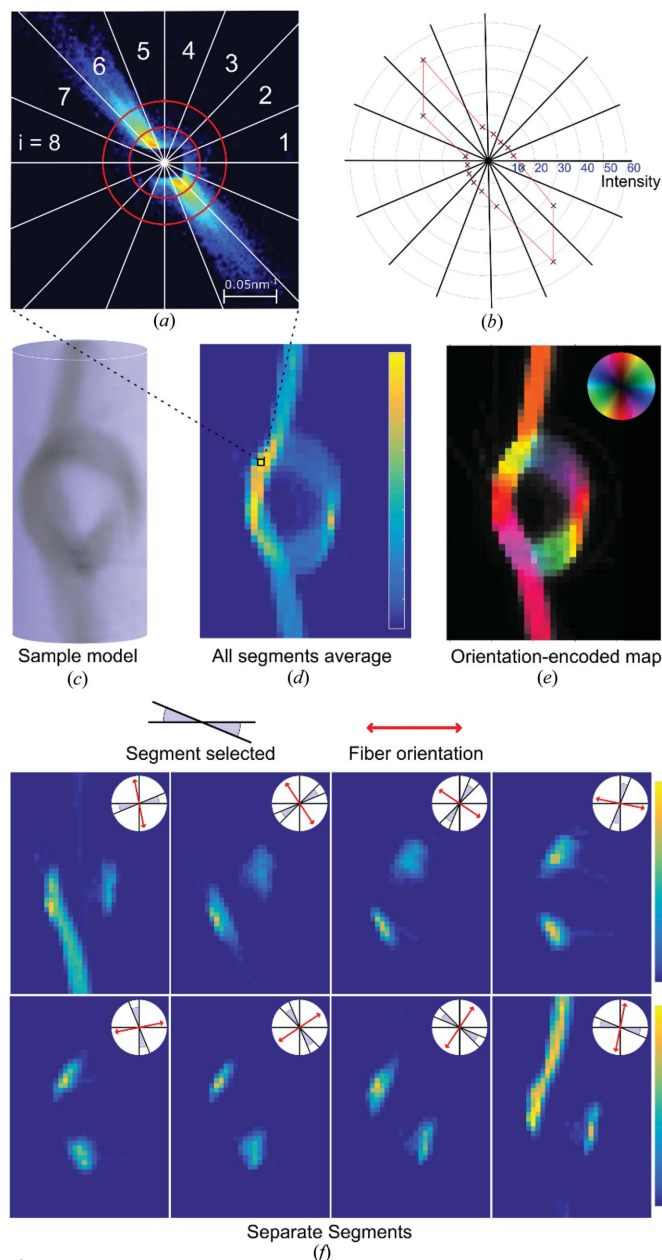 5 4
6 3
7 2
i = 8 1
0.05nm⁻¹
(a)
10 20 30 40 50 60
Intensity
(b)
Sample model
(c)
All segments average
(d)
Orientation-encoded map
(e)
Segment selected
Fiber orientation
Separate Segments
(f)